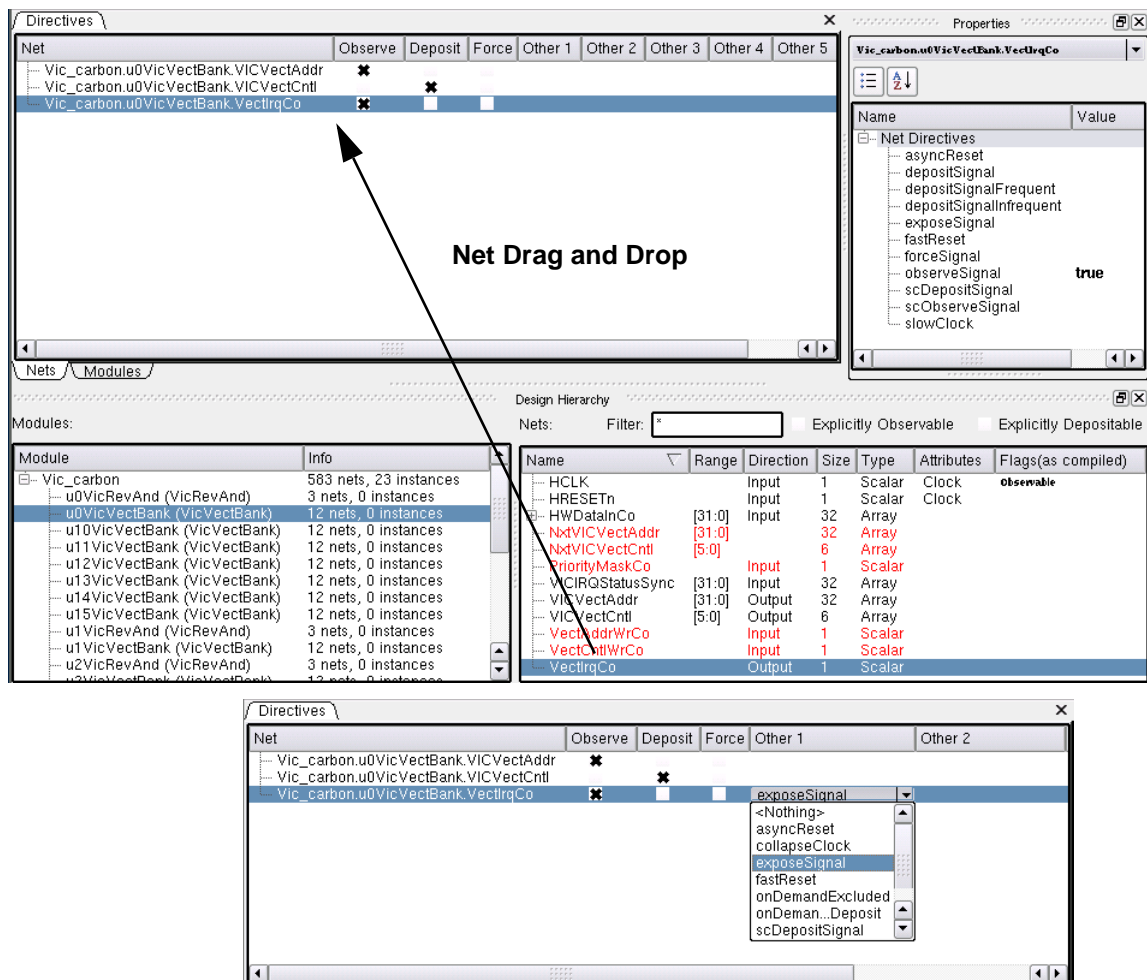 Directives
Net Observe Deposit Force Other 1 Other 2 Other 3 Other 4 Other 5
Vic_carbon.u0VicVectBank.VICVectAddr
Vic_carbon.u0VicVectBank.VICVectCntl
Vic_carbon.u0VicVectBank.VectIrqCo
Net Drag and Drop
Nets Modules
Properties
Vic_carbon.u0VicVectBank.VectIrqCo
Name Value
Net Directives
asyncReset
depositSignal
depositSignalFrequent
depositSignalInfrequent
exposeSignal
fastReset
forceSignal
observeSignal true
scDepositSignal
scObserveSignal
slowClock
Design Hierarchy
Modules:
Module Info
Vic_carbon 583 nets, 23 instances
u0VicRevAnd (VicRevAnd) 3 nets, 0 instances
u0VicVectBank (VicVectBank) 12 nets, 0 instances
u10VicVectBank (VicVectBank) 12 nets, 0 instances
u11VicVectBank (VicVectBank) 12 nets, 0 instances
u12VicVectBank (VicVectBank) 12 nets, 0 instances
u13VicVectBank (VicVectBank) 12 nets, 0 instances
u14VicVectBank (VicVectBank) 12 nets, 0 instances
u15VicVectBank (VicVectBank) 12 nets, 0 instances
u1VicRevAnd (VicRevAnd) 3 nets, 0 instances
u1VicVectBank (VicVectBank) 12 nets, 0 instances
u2VicRevAnd (VicRevAnd) 3 nets, 0 instances
u2VicVectBank (VicVectBank) 12 nets, 0 instances
Nets: Filter: * Explicitly Observable Explicitly Depositable
Name Range Direction Size Type Attributes Flags(as compiled)
HCLK Input 1 Scalar Clock Observable
HRESETn Input 1 Scalar Clock
HWDataInCo [31:0] Input 32 Array
NxtVICVectAddr [31:0] 32 Array
NxtVICVectCntl [5:0] 6 Array
PriorityMaskCo Input 1 Scalar
VICIRQStatusSync [31:0] Input 32 Array
VICVectAddr [31:0] Output 32 Array
VICVectCntl [5:0] Output 6 Array
VectAddrWrCo Input 1 Scalar
VectCntlWrCo Input 1 Scalar
VectIrqCo Output 1 Scalar
Directives
Net Observe Deposit Force Other 1 Other 2
Vic_carbon.u0VicVectBank.VICVectAddr
Vic_carbon.u0VicVectBank.VICVectCntl
Vic_carbon.u0VicVectBank.VectIrqCo exposeSignal
<Nothing>
asyncReset
collapseClock
exposeSignal
fastReset
onDemandExcluded
onDeman...Deposit
scDepositSignal